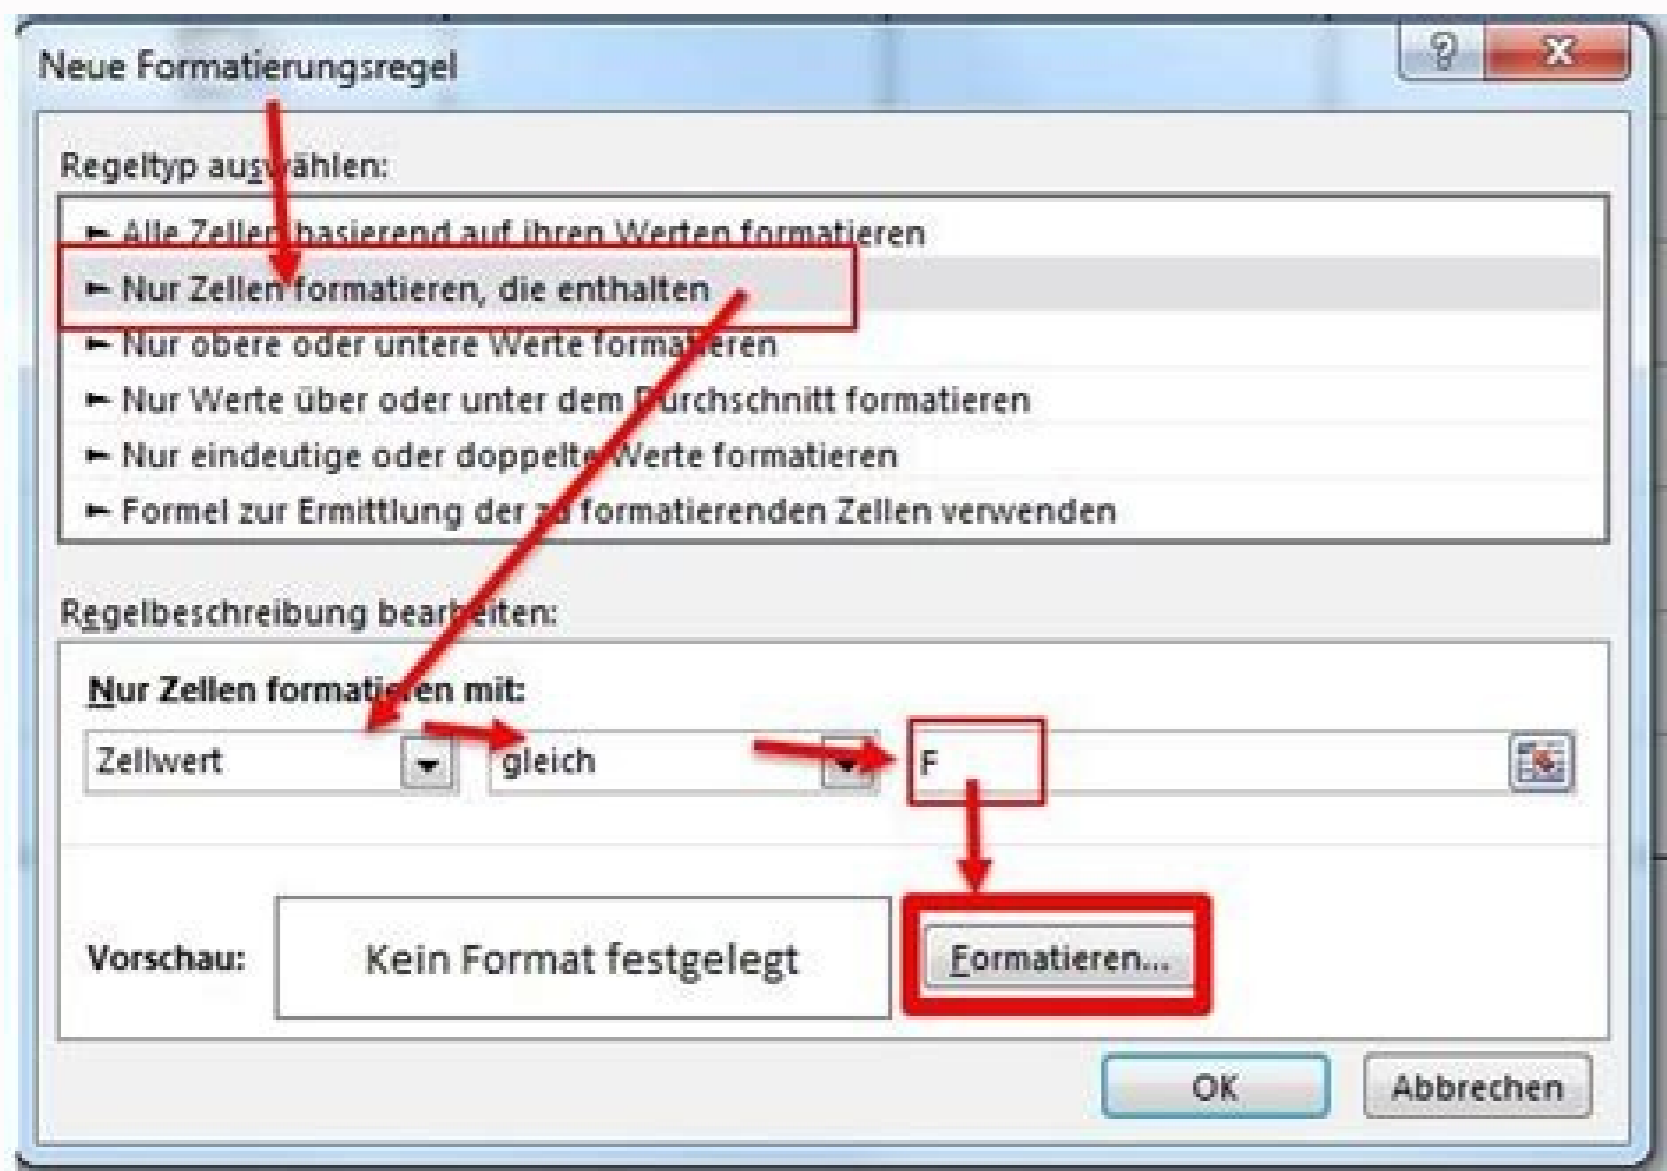 Neue Formatierungsregel
Regeltyp auswählen:
Alle Zellen basierend auf ihren Werten formatieren
Nur Zellen formatieren, die enthalten
Nur obere oder untere Werte formatieren
Nur Werte über oder unter dem Durchschnitt formatieren
Nur eindeutige oder doppelte Werte formatieren
Formel zur Ermittlung der zu formatierenden Zellen verwenden
Regelbeschreibung bearbeiten:
Nur Zellen formatieren mit:
Zellwert gleich F
Vorschau: Kein Format festgelegt Formatieren...
OK Abbrechen